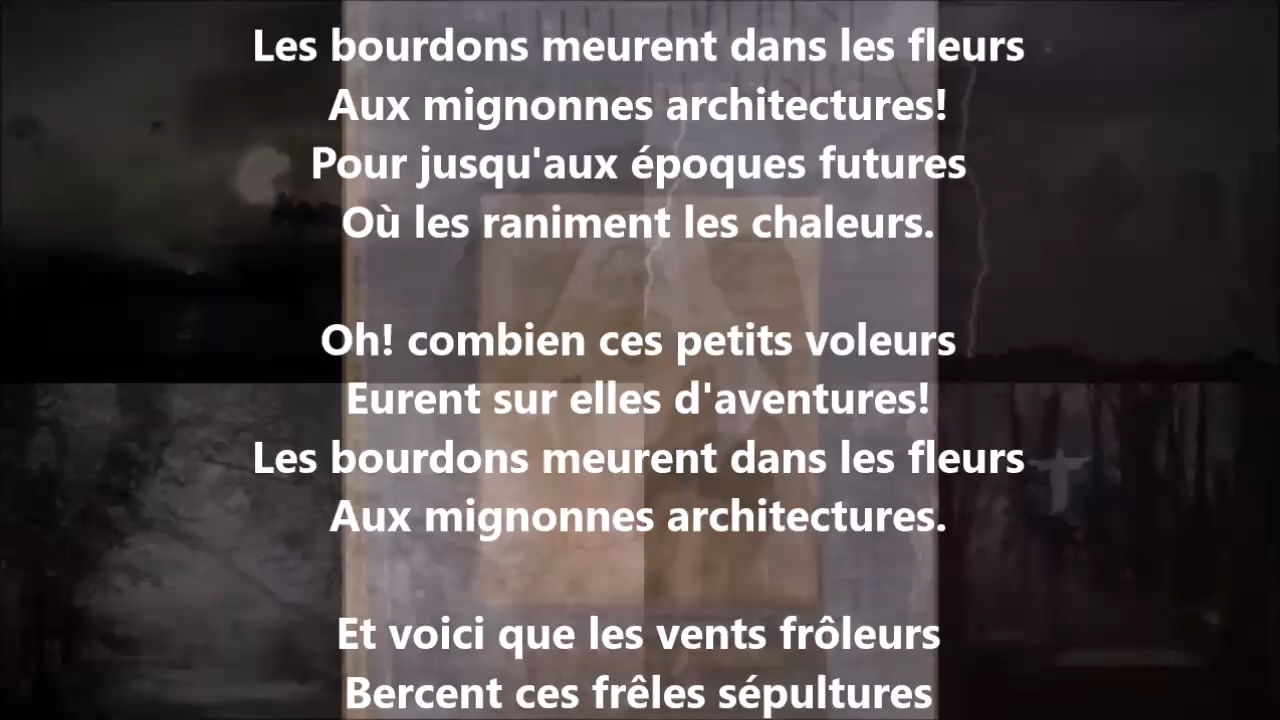 Les bourdons meurent dans les fleurs
Aux mignonnes architectures!
Pour jusqu'aux époques futures
Où les raniment les chaleurs.
Oh! combien ces petits voleurs
Eurent sur elles d'aventures!
Les bourdons meurent dans les fleurs
Aux mignonnes architectures.
Et voici que les vents frôleurs
Bercent ces frêles sépultures